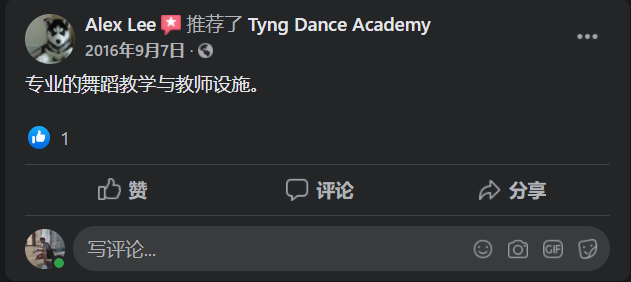 Alex Lee 推荐了 Tyng Dance Academy
2016年9月7日 ·
专业的舞蹈教学与教师设施。
1
赞 评论 分享
写评论... GIF